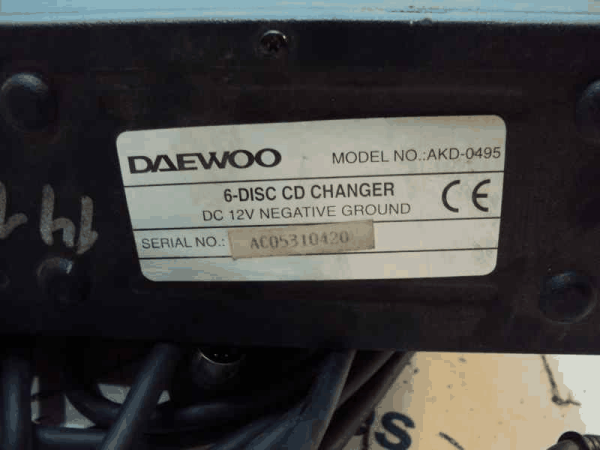 DAEWOO MODEL NO.:AKD-0495
6-DISC CD CHANGER
DC 12V NEGATIVE GROUND
CE
SERIAL NO.: AC05310420